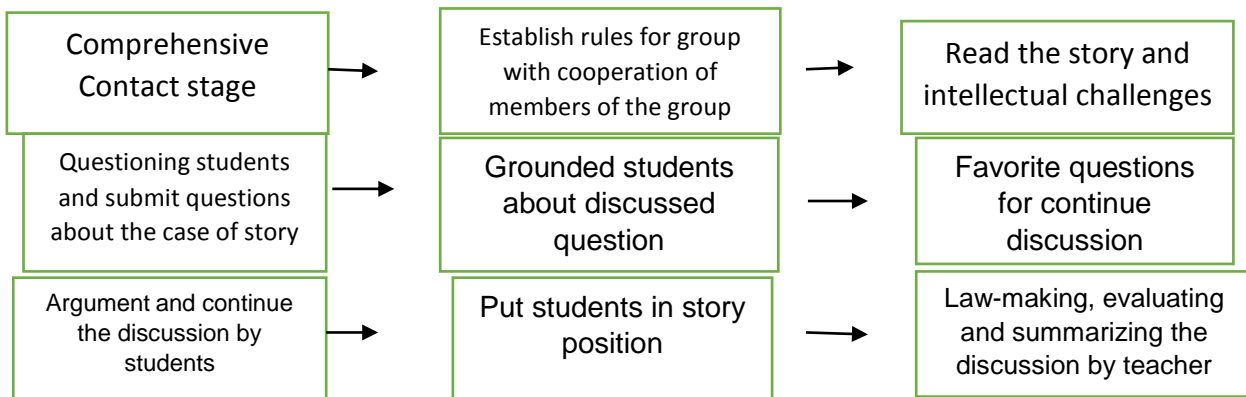 Comprehensive
Contact stage
Establish rules for group
with cooperation of
members of the group
Read the story and
intellectual challenges
Questioning students
and submit questions
about the case of story
Grounded students
about discussed
question
Favorite questions
for continue
discussion
Argument and continue
the discussion by
students
Put students in story
position
Law-making, evaluating
and summarizing the
discussion by teacher